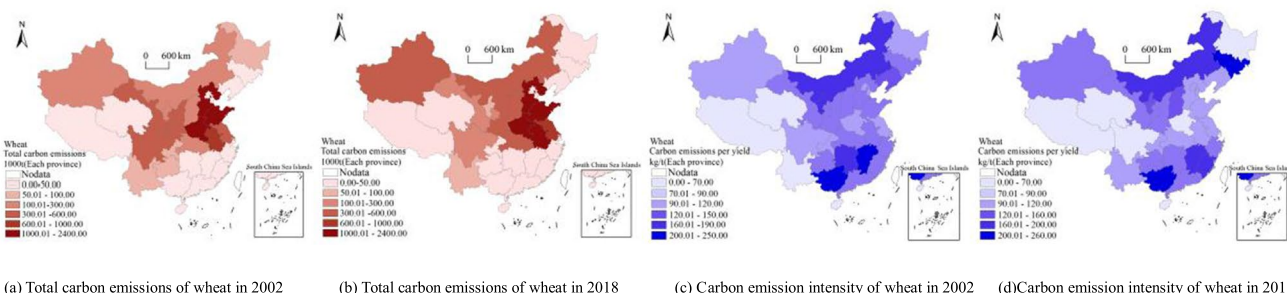 N
0 600 km
Wheat
Total carbon emissions
1000t(Each province)
Nodata
0.00-50.00
50.01 - 100.00
100.01-300.00
300.01 -600.00
600.01 - 1000.00
1000.01 - 2400.00
South China Sea Islands
(a) Total carbon emissions of wheat in 2002
N
0 600 km
Wheat
Total carbon emissions
1000t(Each province)
Nodata
0.00-50.00
50.01 - 100.00
100.01-300.00
300.01 - 600.00
600.01 - 1000.00
1000.01 - 2400.00
South China Sea Islands
(b) Total carbon emissions of wheat in 2018
N
0 600 km
Wheat
Carbon emissions per yield
kg/t(Each province)
Nodata
0.00 - 70.00
70.01 - 90.00
90.01 - 120.00
120.01 - 150.00
160.01 -190.00
200.01 - 250.00
South China Sea Islands
(c) Carbon emission intensity of wheat in 2002
N
0 600 km
Wheat
Carbon emissions per yield
kg/t(Each province)
Nodata
0.00-70.00
70.01 - 90.00
90.01 - 120.00
120.01 - 160.00
160.01 - 200.00
200.01 - 260.00
South China Sea Islands
(d)Carbon emission intensity of wheat in 201